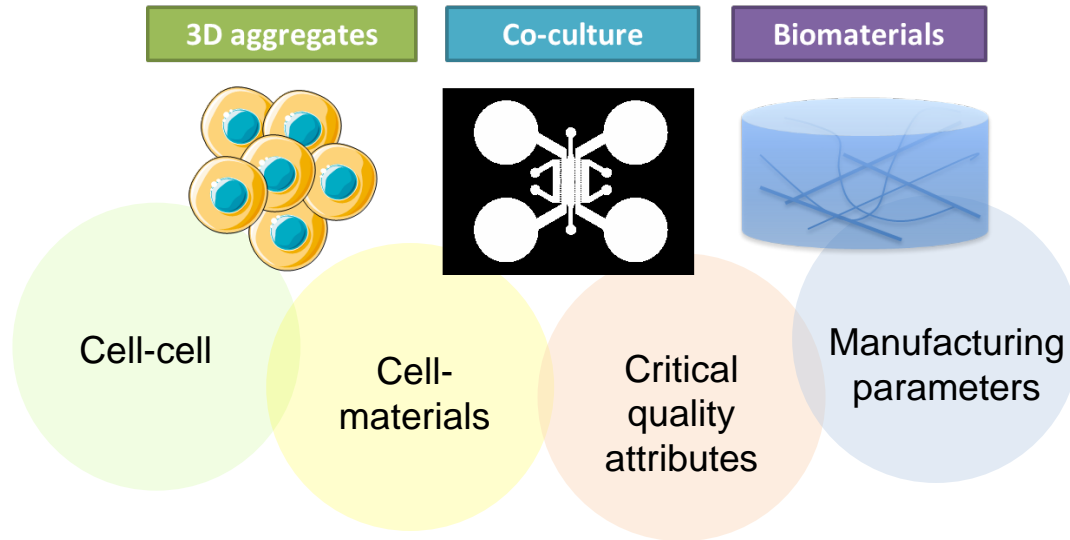 3D aggregates
Co-culture
Biomaterials
Cell-cell
Cell-
materials
Critical
quality
attributes
Manufacturing
parameters